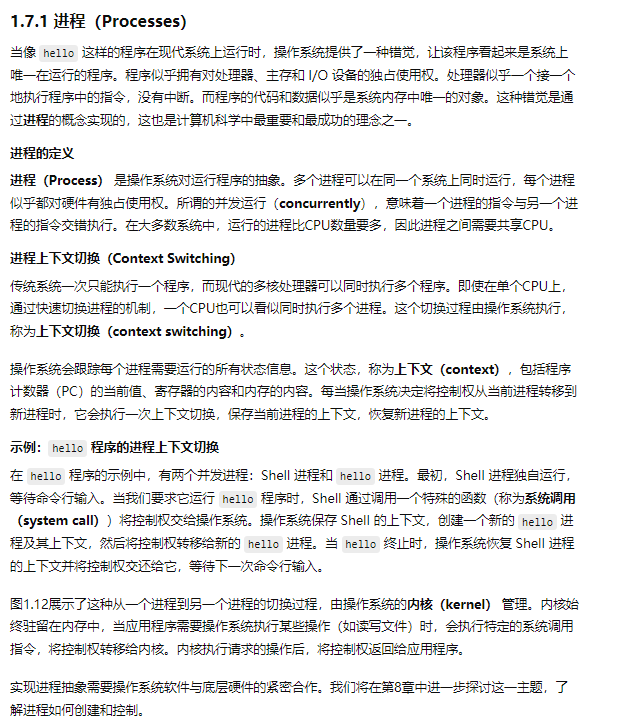 1.7.1 进程（Processes）
当像 hello 这样的程序在现代系统上运行时，操作系统提供了一种错觉，让该程序看起来是系统上
唯一在运行的程序。程序似乎拥有对处理器、主存和 I/O 设备的独占使用权。处理器似乎一个接一个
地执行程序中的指令，没有中断。而程序的代码和数据似乎是系统内存中唯一的对象。这种错觉是通
过进程的概念实现的，这也是计算机科学中最重要和最成功的理念之一。
进程的定义
进程（Process） 是操作系统对运行程序的抽象。多个进程可以在同一个系统上同时运行，每个进程
似乎都对硬件有独占使用权。所谓的并发运行（concurrently），意味着一个进程的指令与另一个进
程的指令交错执行。在大多数系统中，运行的进程比CPU数量要多，因此进程之间需要共享CPU。
进程上下文切换（Context Switching）
传统系统一次只能执行一个程序，而现代的多核处理器可以同时执行多个程序。即使在单个CPU上，
通过快速切换进程的机制，一个CPU也可以看似同时执行多个进程。这个切换过程由操作系统执行，
称为上下文切换（context switching）。
操作系统会跟踪每个进程需要运行的所有状态信息。这个状态，称为上下文（context），包括程序
计数器（PC）的当前值、寄存器的内容和内存的内容。每当操作系统决定将控制权从当前进程转移到
新进程时，它会执行一次上下文切换，保存当前进程的上下文，恢复新进程的上下文。
示例：hello 程序的进程上下文切换
在 hello 程序的示例中，有两个并发进程：Shell 进程和 hello 进程。最初，Shell 进程独自运行，
等待命令行输入。当我们要求它运行 hello 程序时，Shell 通过调用一个特殊的函数（称为系统调用
（system call））将控制权交给操作系统。操作系统保存 Shell 的上下文，创建一个新的 hello 进
程及其上下文，然后将控制权转移给新的 hello 进程。当 hello 终止时，操作系统恢复 Shell 进程
的上下文并将控制权交还给它，等待下一次命令行输入。
图1.12展示了这种从一个进程到另一个进程的切换过程，由操作系统的内核（kernel） 管理。内核始
终驻留在内存中，当应用程序需要操作系统执行某些操作（如读写文件）时，会执行特定的系统调用
指令，将控制权转移给内核。内核执行请求的操作后，将控制权返回给应用程序。
实现进程抽象需要操作系统软件与底层硬件的紧密合作。我们将在第8章中进一步探讨这一主题，了
解进程如何创建和控制。